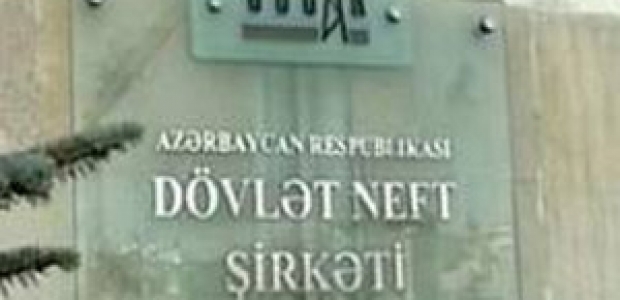 AZƏRBAYCAN RESPUBLİKASI
DÖVLƏT NEFT
ŞİRKƏTİ